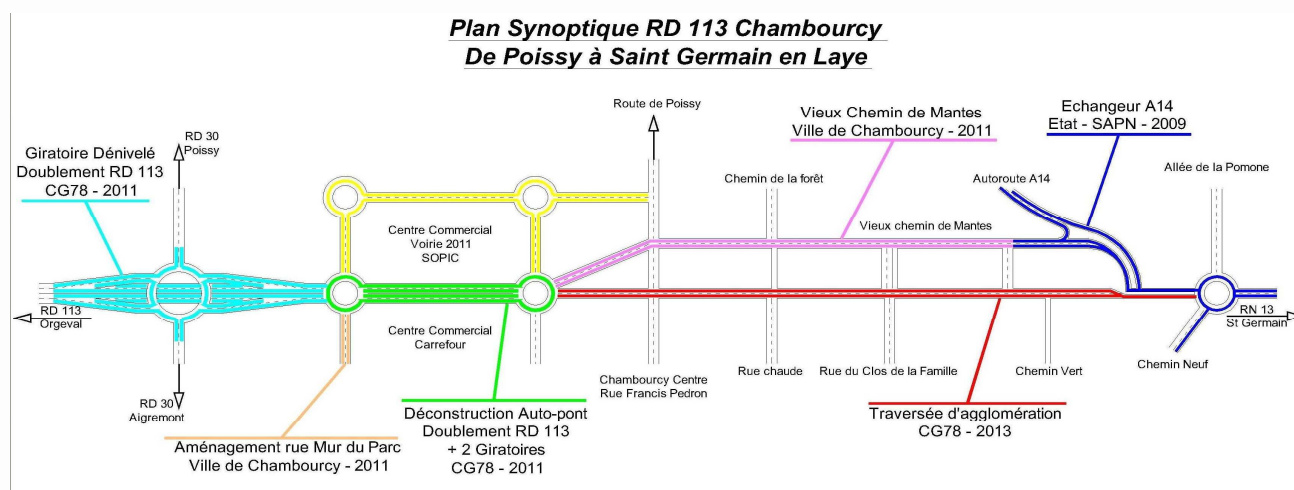 Plan Synoptique RD 113 Chambourcy
De Poissy à Saint Germain en Laye
Giratoire Dénivelé
Doublement RD 113
CG78 - 2011
RD 30
Poissy
Route de Poissy
Vieux Chemin de Mantes
Ville de Chambourcy - 2011
Echangeur A14
Etat - SAPN - 2009
Chemin de la forêt
Autoroute A14
Allée de la Pomone
Centre Commercial
Voirie 2011
SOPIC
Vieux chemin de Mantes
RD 113
Orgeval
Centre Commercial
Carrefour
RN 13
St Germain
RD 30
Aigremont
Chambourcy Centre
Rue Francis Pedron
Rue chaude
Rue du Clos de la Famille
Chemin Vert
Chemin Neuf
Aménagement rue Mur du Parc
Ville de Chambourcy - 2011
Déconstruction Auto-pont
Doublement RD 113
+ 2 Giratoires
CG78 - 2011
Traversée d'agglomération
CG78 - 2013